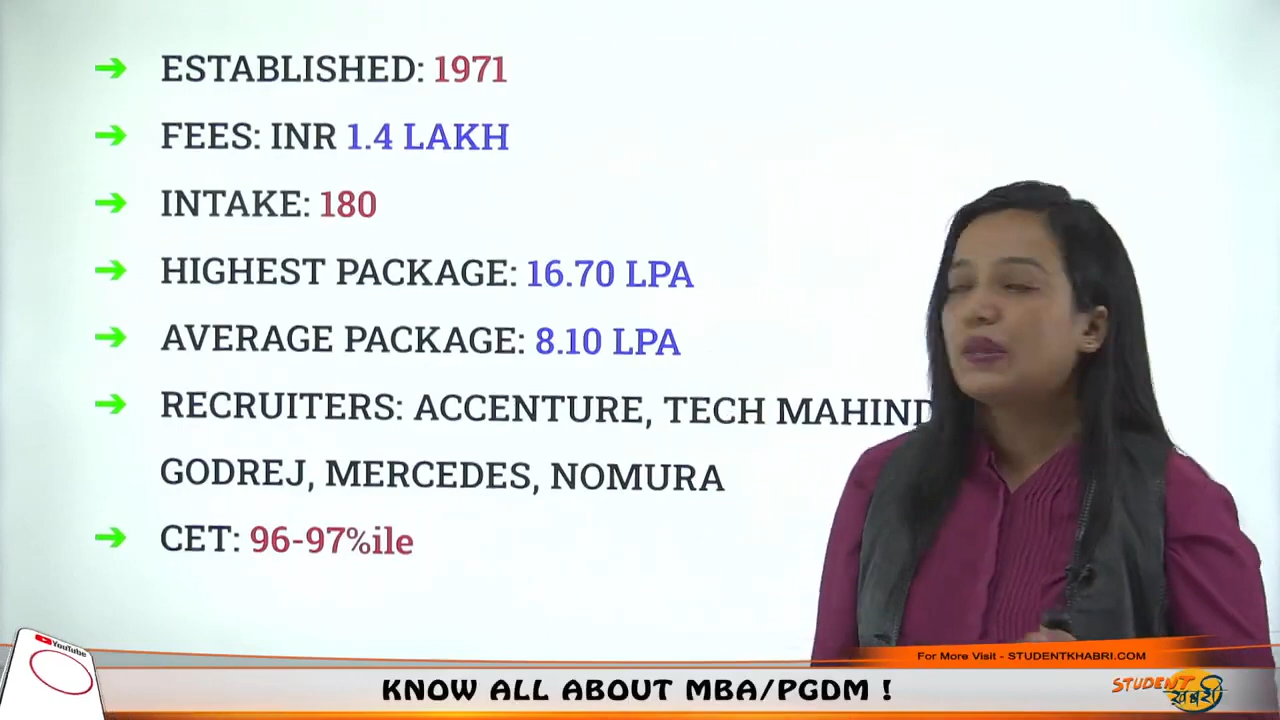 ESTABLISHED: 1971
FEES: INR 1.4 LAKH
INTAKE: 180
HIGHEST PACKAGE: 16.70 LPA
AVERAGE PACKAGE: 8.10 LPA
RECRUITERS: ACCENTURE, TECH MAHIND
GODREJ, MERCEDES, NOMURA
CET: 96-97%ile
YouTube
For More Visit - STUDENTKHABRI.COM
KNOW ALL ABOUT MBA/PGDM !
STUDENT
खबरी